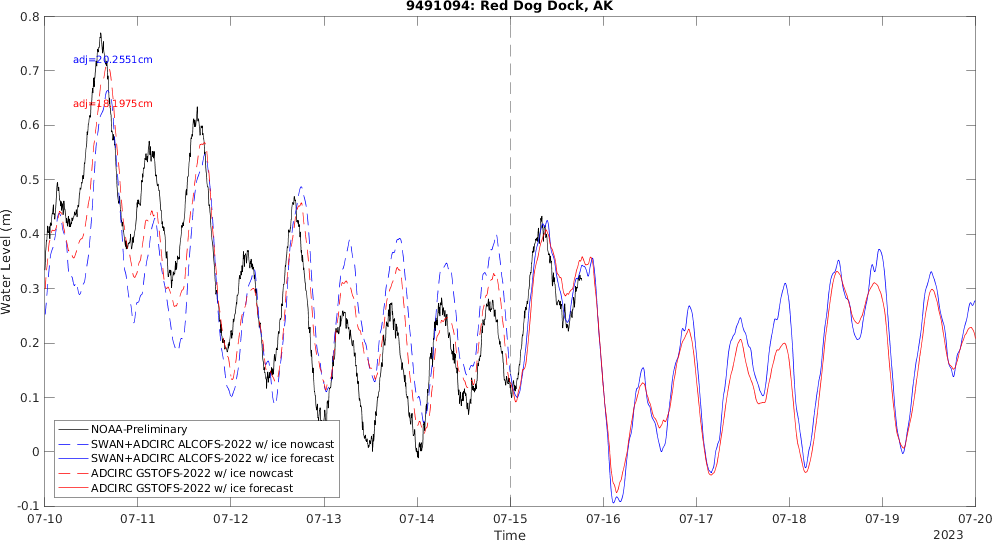 9491094: Red Dog Dock, AK
adj=20.2551cm
adj=18.1975cm
Water Level (m)
0.8
0.7
0.6
0.5
0.4
0.3
0.2
0.1
0
-0.1
NOAA-Preliminary
SWAN+ADCIRC ALCOFS-2022 w/ ice nowcast
SWAN+ADCIRC ALCOFS-2022 w/ ice forecast
ADCIRC GSTOFS-2022 w/ ice nowcast
ADCIRC GSTOFS-2022 w/ ice forecast
07-10 07-11 07-12 07-13 07-14 07-15 07-16 07-17 07-18 07-19 07-20
Time
2023